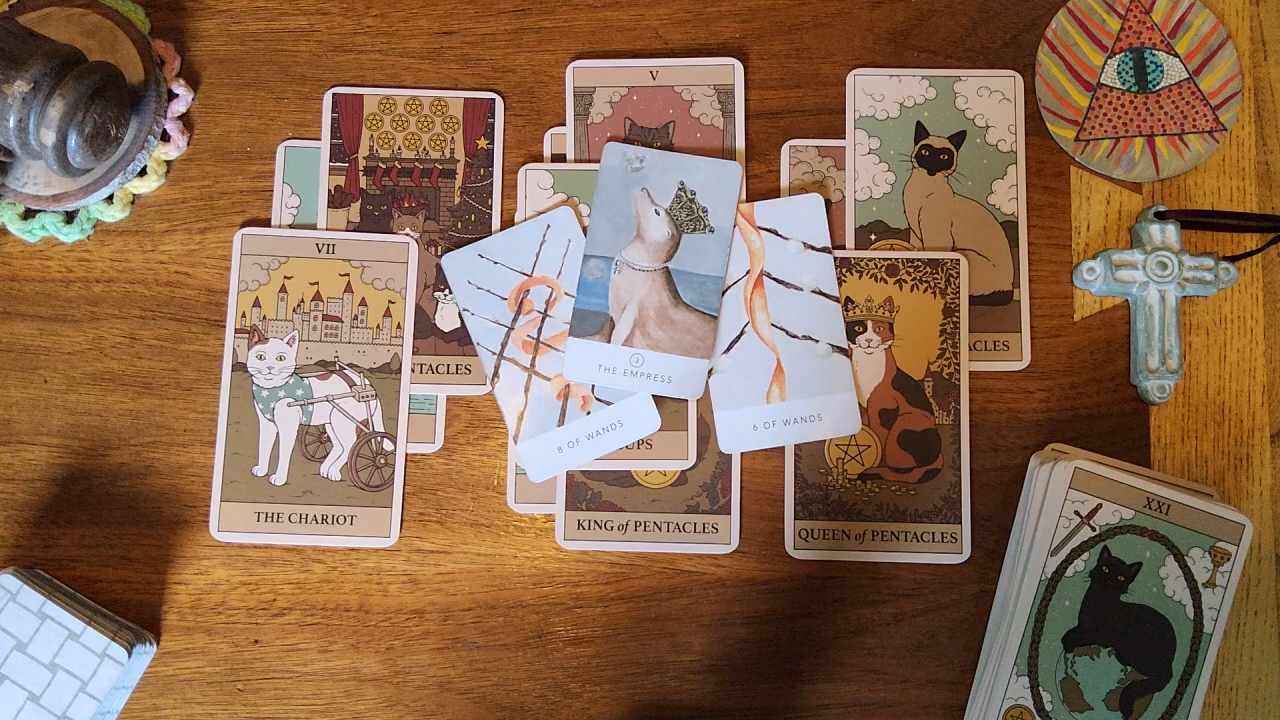 V
VII
NTACLES
ACLES
3
THE EMPRESS
8 OF WANDS
6 OF WANDS
UPS
THE CHARIOT
KING of PENTACLES
QUEEN of PENTACLES
XXI